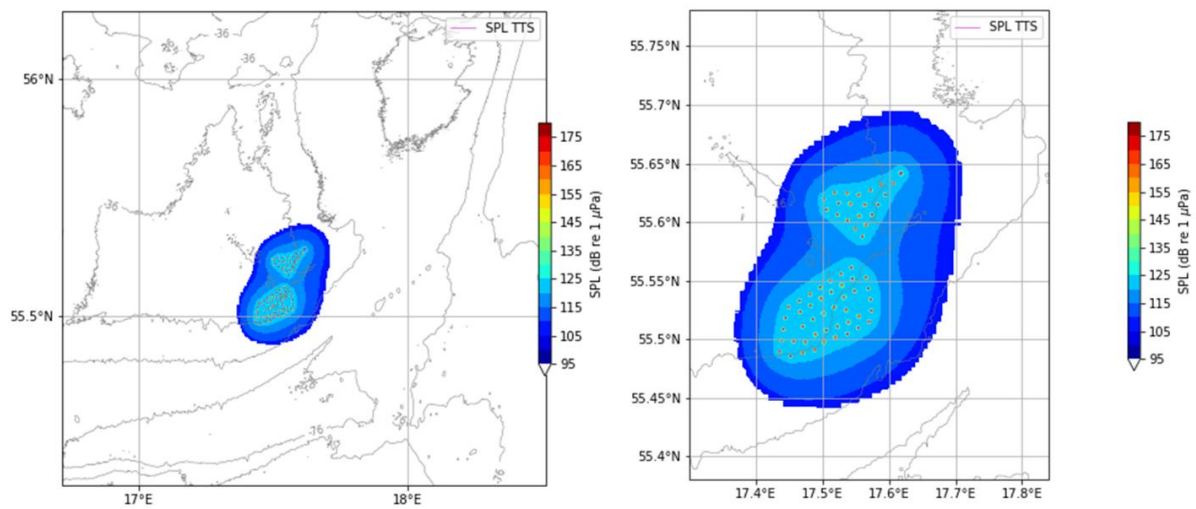 SPL TTS
56°N
55.5°N
17°E
18°E
36
36
36
36
36
175
165
155
145
135
125
115
105
95
SPL (dB re 1 µPa)
SPL TTS
55.75°N
55.7°N
55.65°N
55.6°N
55.55°N
55.5°N
55.45°N
55.4°N
17.4°E
17.5°E
17.6°E
17.7°E
17.8°E
175
165
155
145
135
125
115
105
95
SPL (dB re 1 µPa)